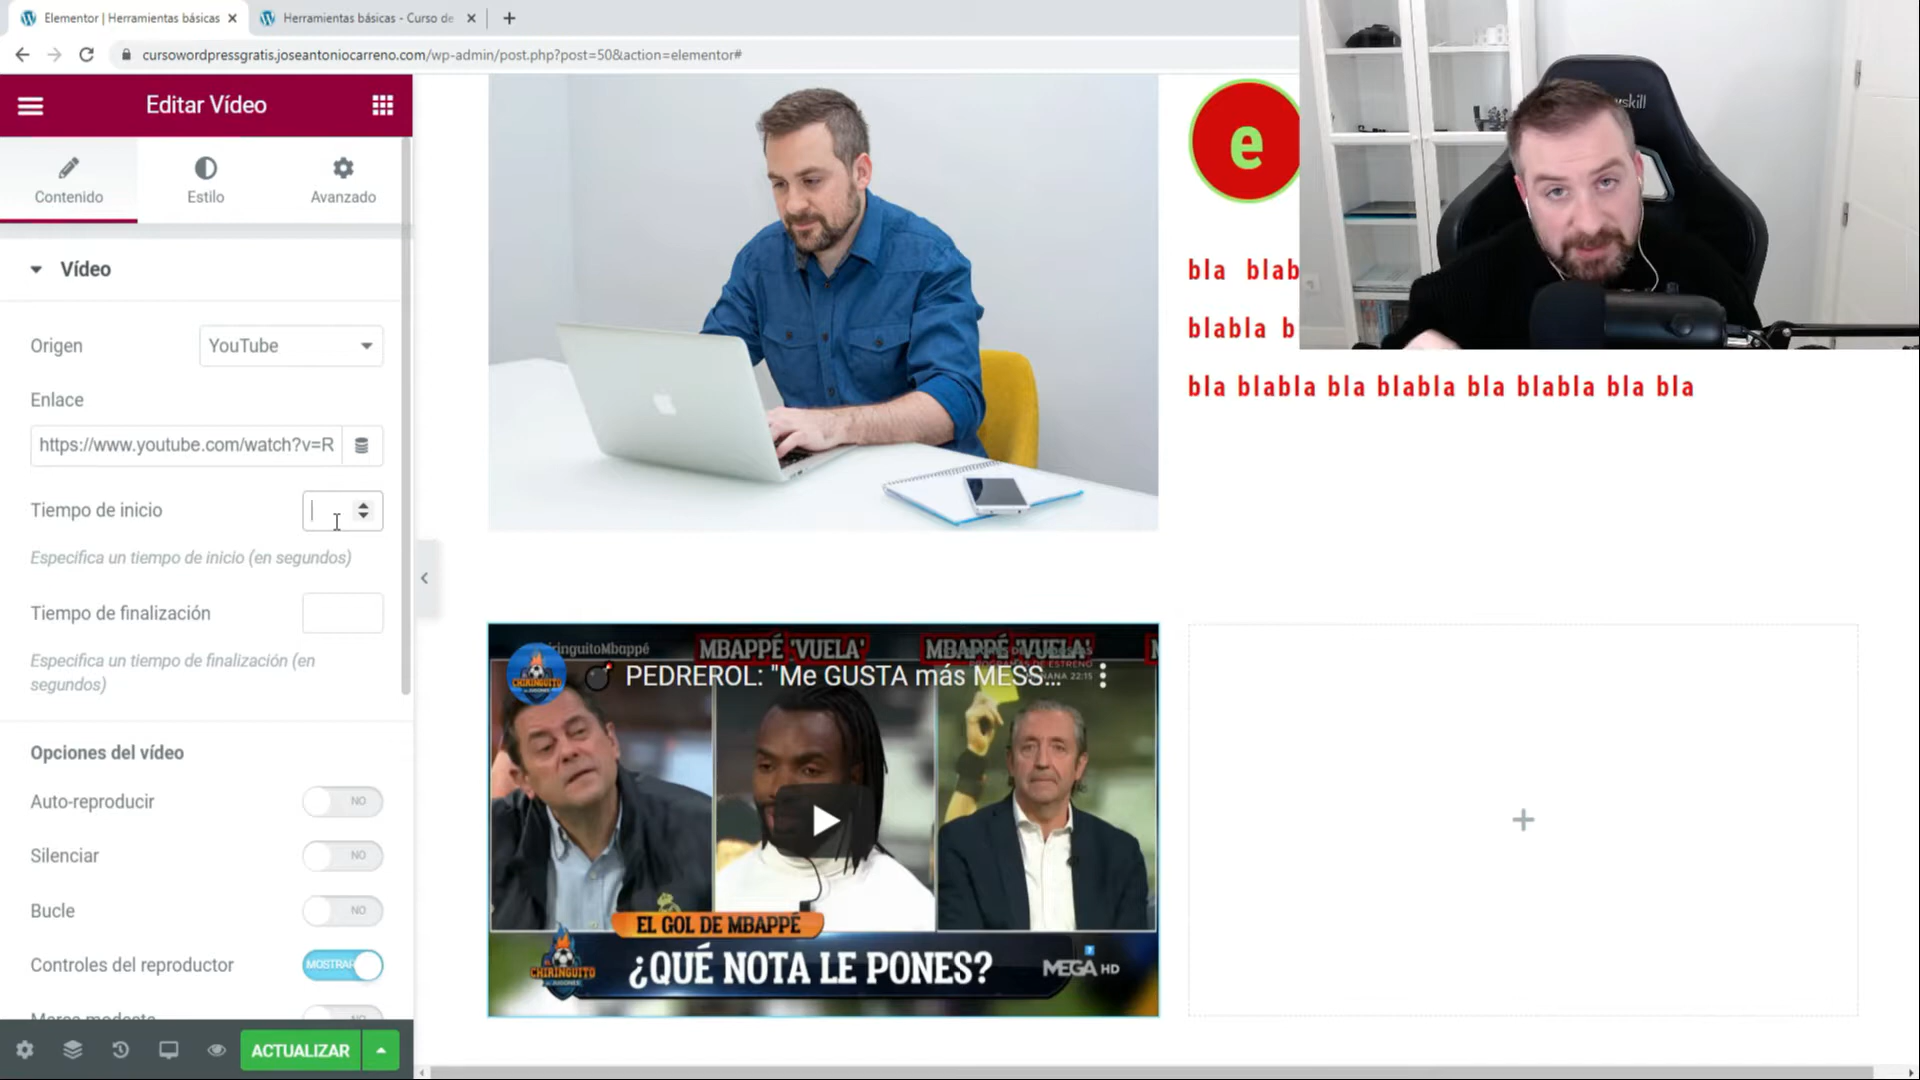 Elementor | Herramientas básicas
Herramientas básicas - Curso de
cursowordpressgratis.joseantoniocarreno.com/wp-admin/post.php?post=50&action=elementor#
Editar Vídeo
Contenido
Estilo
Avanzado
Vídeo
Origen
YouTube
Enlace
https://www.youtube.com/watch?v=R
Tiempo de inicio
Especifica un tiempo de inicio (en segundos)
Tiempo de finalización
Especifica un tiempo de finalización (en
segundos)
Opciones del vídeo
Auto-reproducir
NO
Silenciar
NO
Bucle
NO
Controles del reproductor
MOSTRAR
ACTUALIZAR
e
bla blab
blabla b
bla blabla bla blabla bla blabla bla bla
MBAPPÉ 'VUELA'
MBAPPÉ 'VUELA'
PEDREROL: "Me GUSTA más MESS...
EL GOL DE MBAPPÉ
¿QUÉ NOTA LE PONES?
CHIRINGUITO
MEGA HD